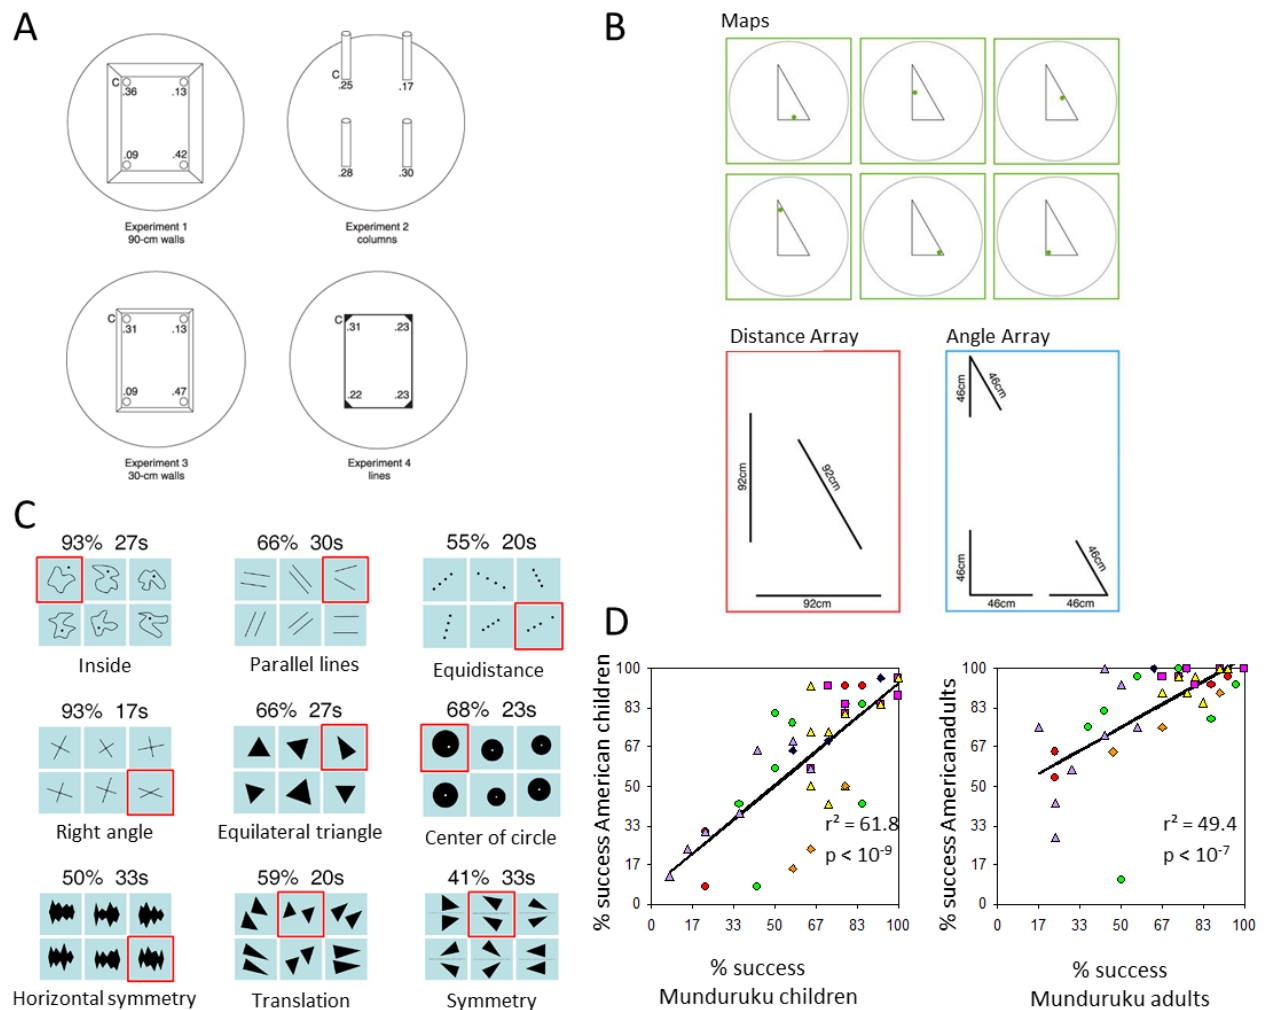 A
C
.36 .13
.09 .42
Experiment 1
90-cm walls
C
.25 .17
.28 .30
Experiment 2
columns
C
.31 .13
.09 .47
Experiment 3
30-cm walls
C
.31 .23
.22 .23
Experiment 4
lines
B
Maps
Distance Array
92cm
92cm
92cm
Angle Array
46cm
46cm
46cm
46cm
46cm
46cm
C
93% 27s
Inside
66% 30s
Parallel lines
55% 20s
Equidistance
93% 17s
Right angle
66% 27s
Equilateral triangle
68% 23s
Center of circle
50% 33s
Horizontal symmetry
59% 20s
Translation
41% 33s
Symmetry
D
% success American children
100
83
67
50
33
17
0
r² = 61.8
p < 10-9
0 17 33 50 67 83 100
% success
Munduruku children
% success Americanadults
100
83
67
50
33
17
0
r² = 49.4
p < 10-7
0 17 33 50 67 83 100
% success
Munduruku adults